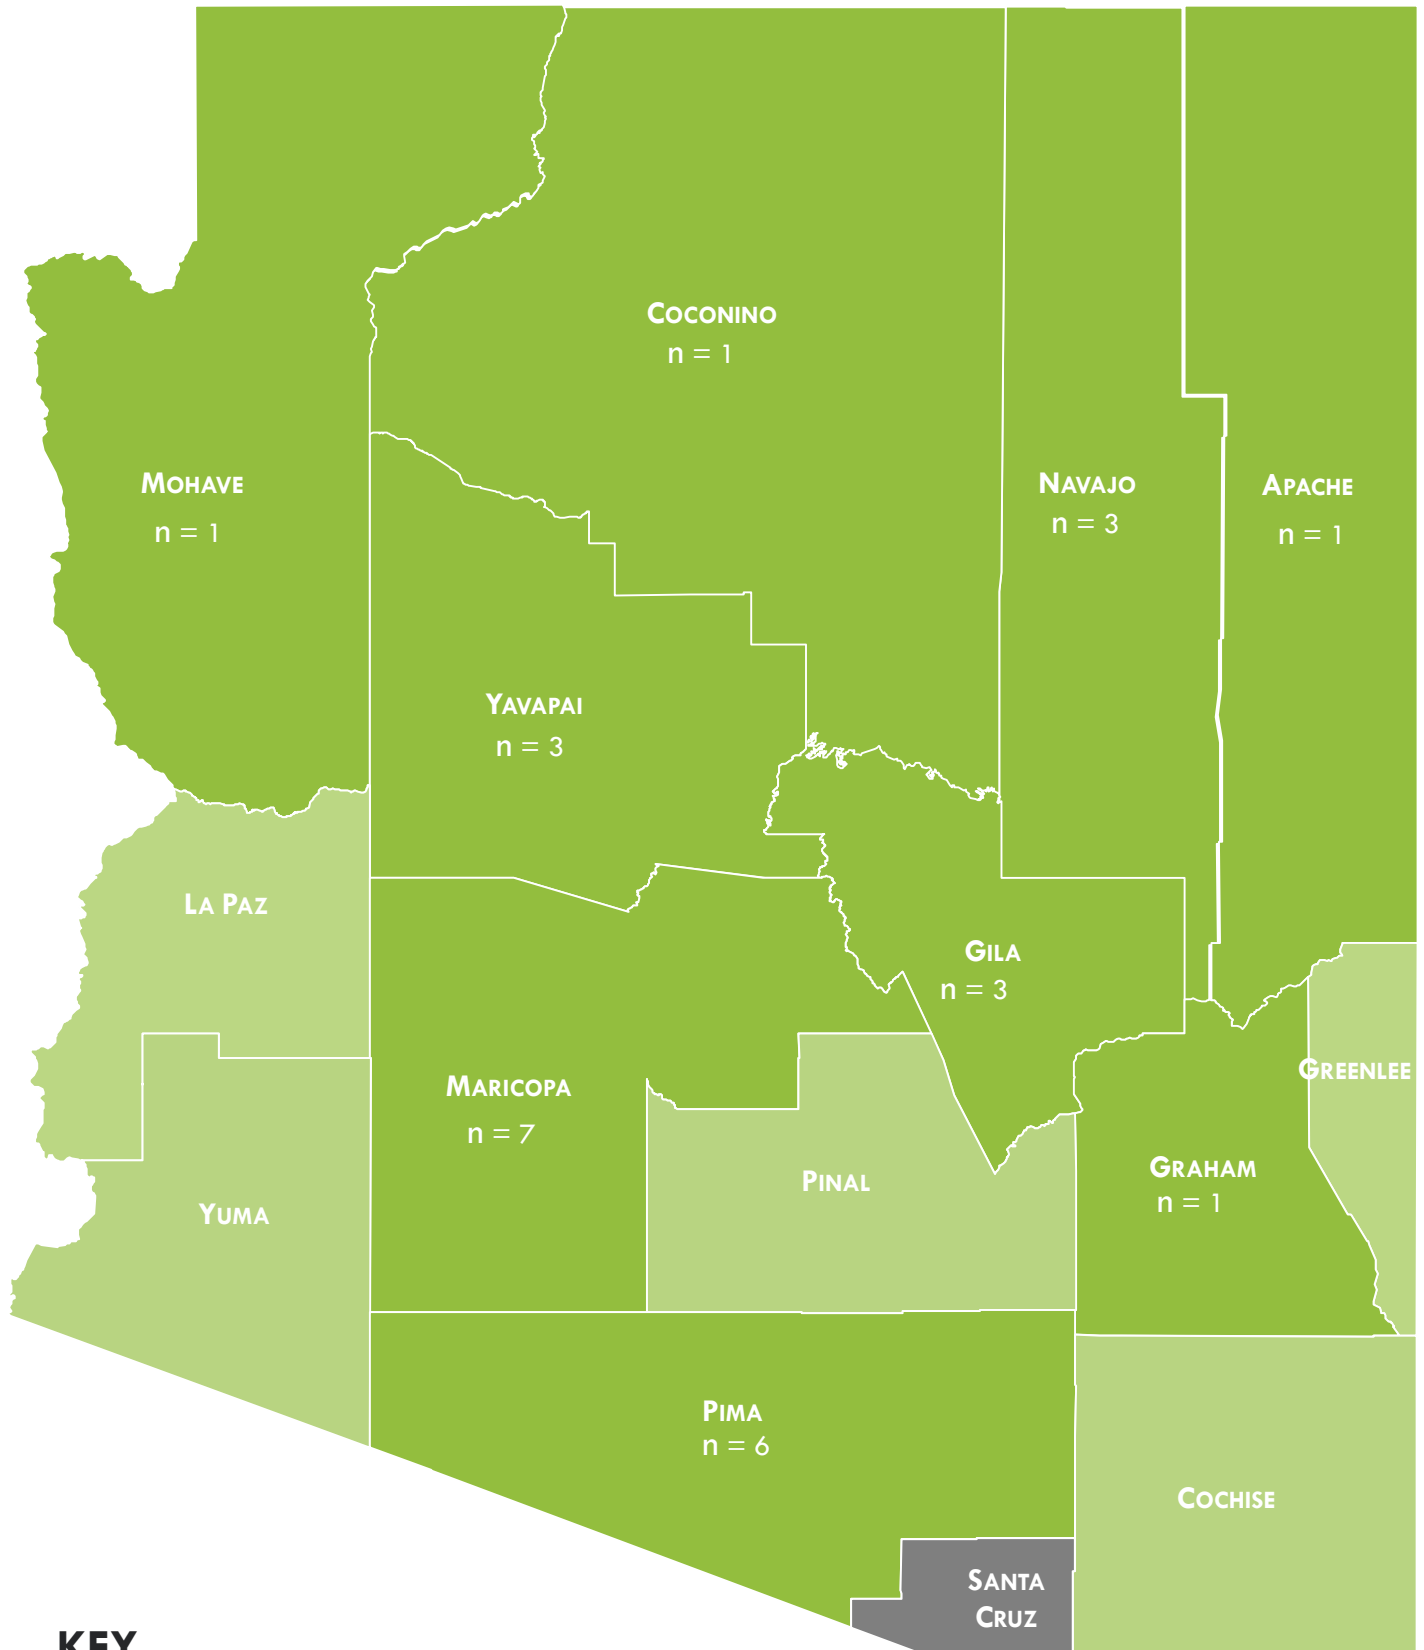 Coconino
n = 1
Mohave
n = 1
Navajo
n = 3
Apache
n = 1
Yavapai
n = 3
La Paz
Gila
n = 3
Greenlee
Maricopa
n = 7
Graham
n = 1
Pinal
Yuma
Pima
n = 6
Cochise
Santa
Cruz
KEY